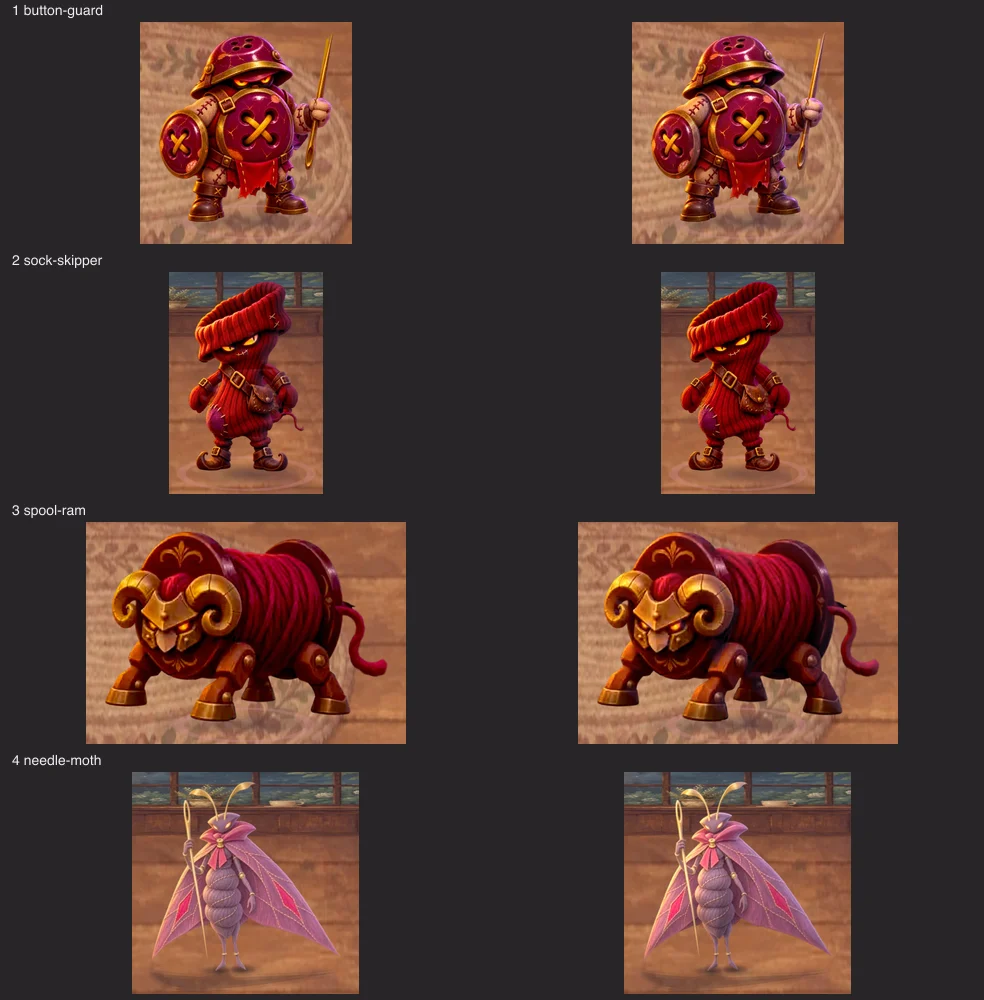 1 button-guard
2 sock-skipper
3 spool-ram
4 needle-moth